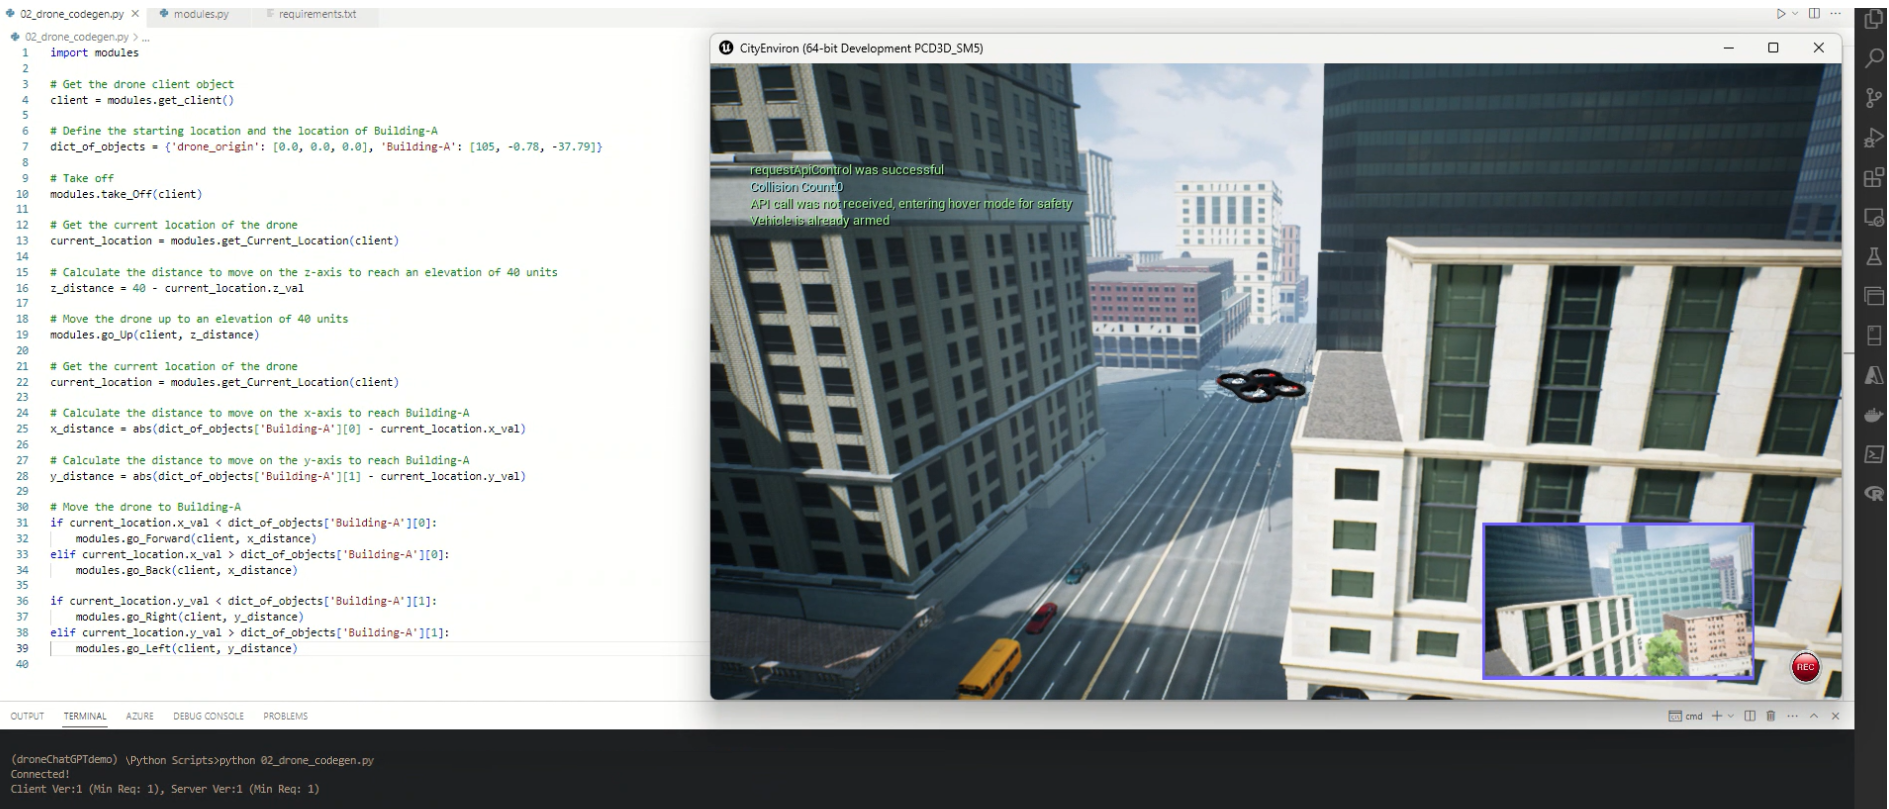 02_drone_codegen.py
modules.py
requirements.txt
02_drone_codegen.py > ...
1 import modules
2
3 # Get the drone client object
4 client = modules.get_client()
5
6 # Define the starting location and the location of Building-A
7 dict_of_objects = {'drone_origin': [0.0, 0.0, 0.0], 'Building-A': [105, -0.78, -37.79]}
8
9 # Take off
10 modules.take_Off(client)
11
12 # Get the current location of the drone
13 current_location = modules.get_Current_Location(client)
14
15 # Calculate the distance to move on the z-axis to reach an elevation of 40 units
16 z_distance = 40 - current_location.z_val
17
18 # Move the drone up to an elevation of 40 units
19 modules.go_Up(client, z_distance)
20
21 # Get the current location of the drone
22 current_location = modules.get_Current_Location(client)
23
24 # Calculate the distance to move on the x-axis to reach Building-A
25 x_distance = abs(dict_of_objects['Building-A'][0] - current_location.x_val)
26
27 # Calculate the distance to move on the y-axis to reach Building-A
28 y_distance = abs(dict_of_objects['Building-A'][1] - current_location.y_val)
29
30 # Move the drone to Building-A
31 if current_location.x_val < dict_of_objects['Building-A'][0]:
32 modules.go_Forward(client, x_distance)
33 elif current_location.x_val > dict_of_objects['Building-A'][0]:
34 modules.go_Back(client, x_distance)
35
36 if current_location.y_val < dict_of_objects['Building-A'][1]:
37 modules.go_Right(client, y_distance)
38 elif current_location.y_val > dict_of_objects['Building-A'][1]:
39 modules.go_Left(client, y_distance)
40
CityEnviron (64-bit Development PCD3D_SM5)
requestApiControl was successful
Collision Count:0
API call was not received, entering hover mode for safety
Vehicle is already armed
REC
OUTPUT TERMINAL AZURE DEBUG CONSOLE PROBLEMS
cmd
(droneChatGPTdemo) \Python Scripts>python 02_drone_codegen.py
Connected!
Client Ver:1 (Min Req: 1), Server Ver:1 (Min Req: 1)